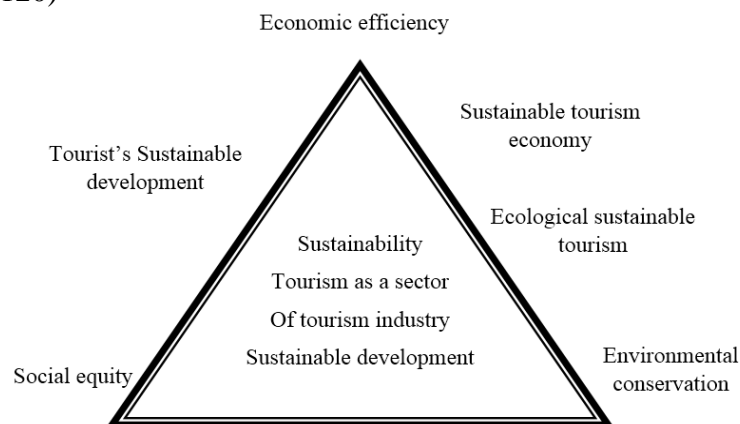 Economic efficiency
Sustainable tourism
economy
Tourist's Sustainable
development
Ecological sustainable
tourism
Sustainability
Tourism as a sector
Of tourism industry
Sustainable development
Social equity
Environmental
conservation